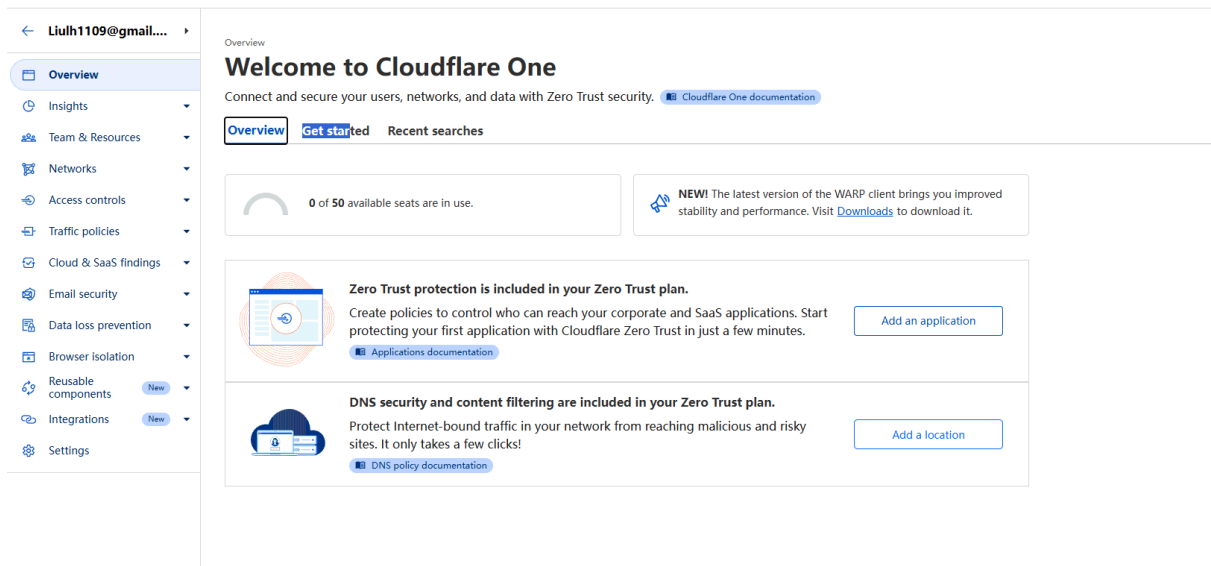 Liulh1109@gmail....
Overview
Insights
Team & Resources
Networks
Access controls
Traffic policies
Cloud & SaaS findings
Email security
Data loss prevention
Browser isolation
Reusable
components
New
Integrations
New
Settings
Overview
Welcome to Cloudflare One
Connect and secure your users, networks, and data with Zero Trust security.
Cloudflare One documentation
Overview
Get started
Recent searches
0 of 50 available seats are in use.
NEW! The latest version of the WARP client brings you improved
stability and performance. Visit Downloads to download it.
Zero Trust protection is included in your Zero Trust plan.
Create policies to control who can reach your corporate and SaaS applications. Start
protecting your first application with Cloudflare Zero Trust in just a few minutes.
Applications documentation
Add an application
DNS security and content filtering are included in your Zero Trust plan.
Protect Internet-bound traffic in your network from reaching malicious and risky
sites. It only takes a few clicks!
DNS policy documentation
Add a location